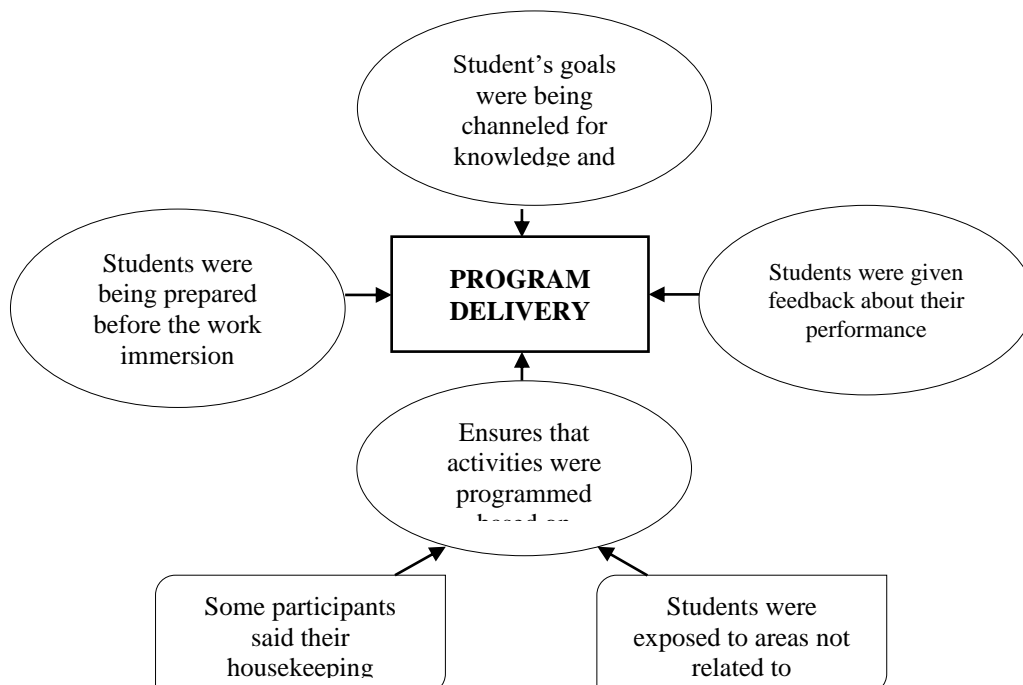 Student’s goals
were being
channeled for
knowledge and
Students were
being prepared
before the work
immersion
PROGRAM
DELIVERY
Students were given
feedback about their
performance
Ensures that
activities were
programmed
based on
Some participants
said their
housekeeping
Students were
exposed to areas not
related to